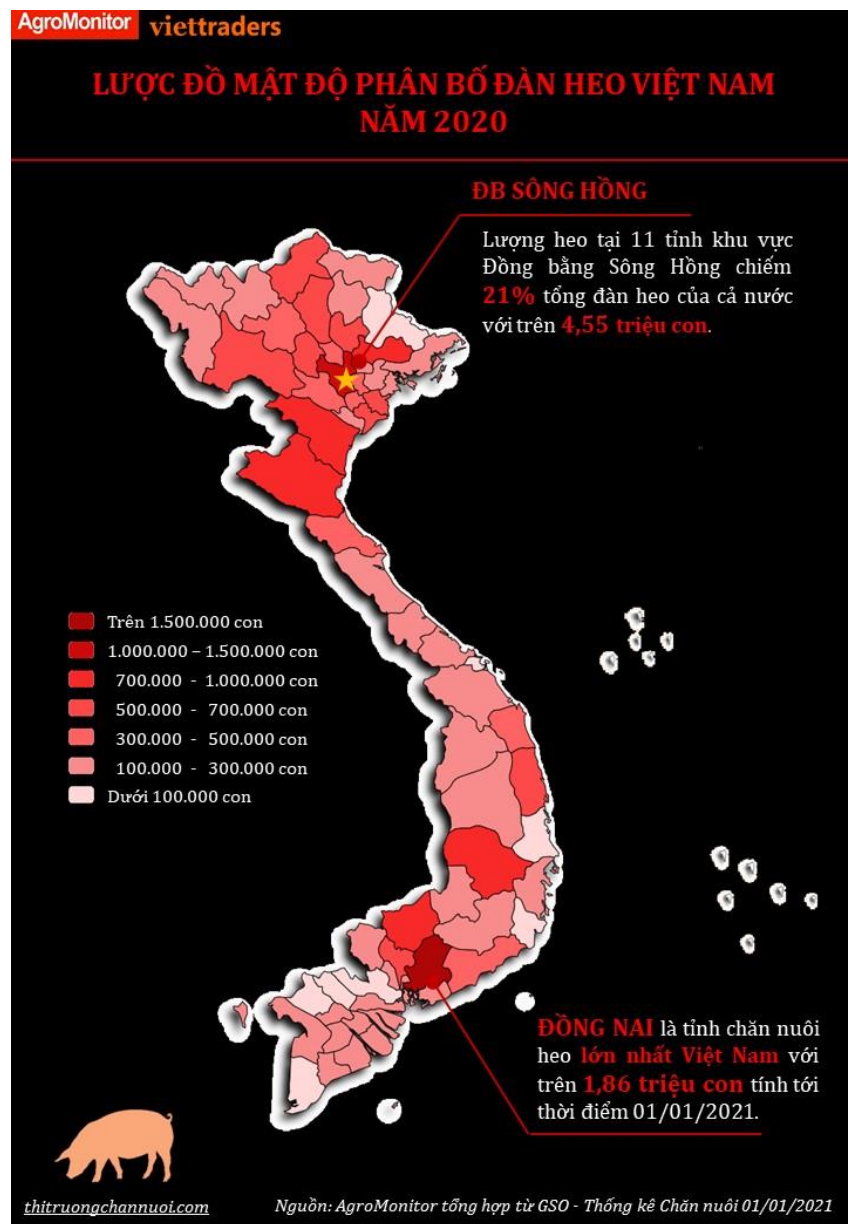 AgroMonitor viettraders
LƯỢC ĐỒ MẬT ĐỘ PHÂN BỐ ĐÀN HEO VIỆT NAM
NĂM 2020
ĐB SÔNG HỒNG
Lượng heo tại 11 tỉnh khu vực
Đồng bằng Sông Hồng chiếm
21% tổng đàn heo của cả nước
với trên 4,55 triệu con.
Trên 1.500.000 con
1.000.000 – 1.500.000 con
700.000 - 1.000.000 con
500.000 - 700.000 con
300.000 - 500.000 con
100.000 - 300.000 con
Dưới 100.000 con
ĐỒNG NAI là tỉnh chăn nuôi
heo lớn nhất Việt Nam với
trên 1,86 triệu con tính tới
thời điểm 01/01/2021.
thitruongchannuoi.com
Nguồn: AgroMonitor tổng hợp từ GSO - Thống kê Chăn nuôi 01/01/2021